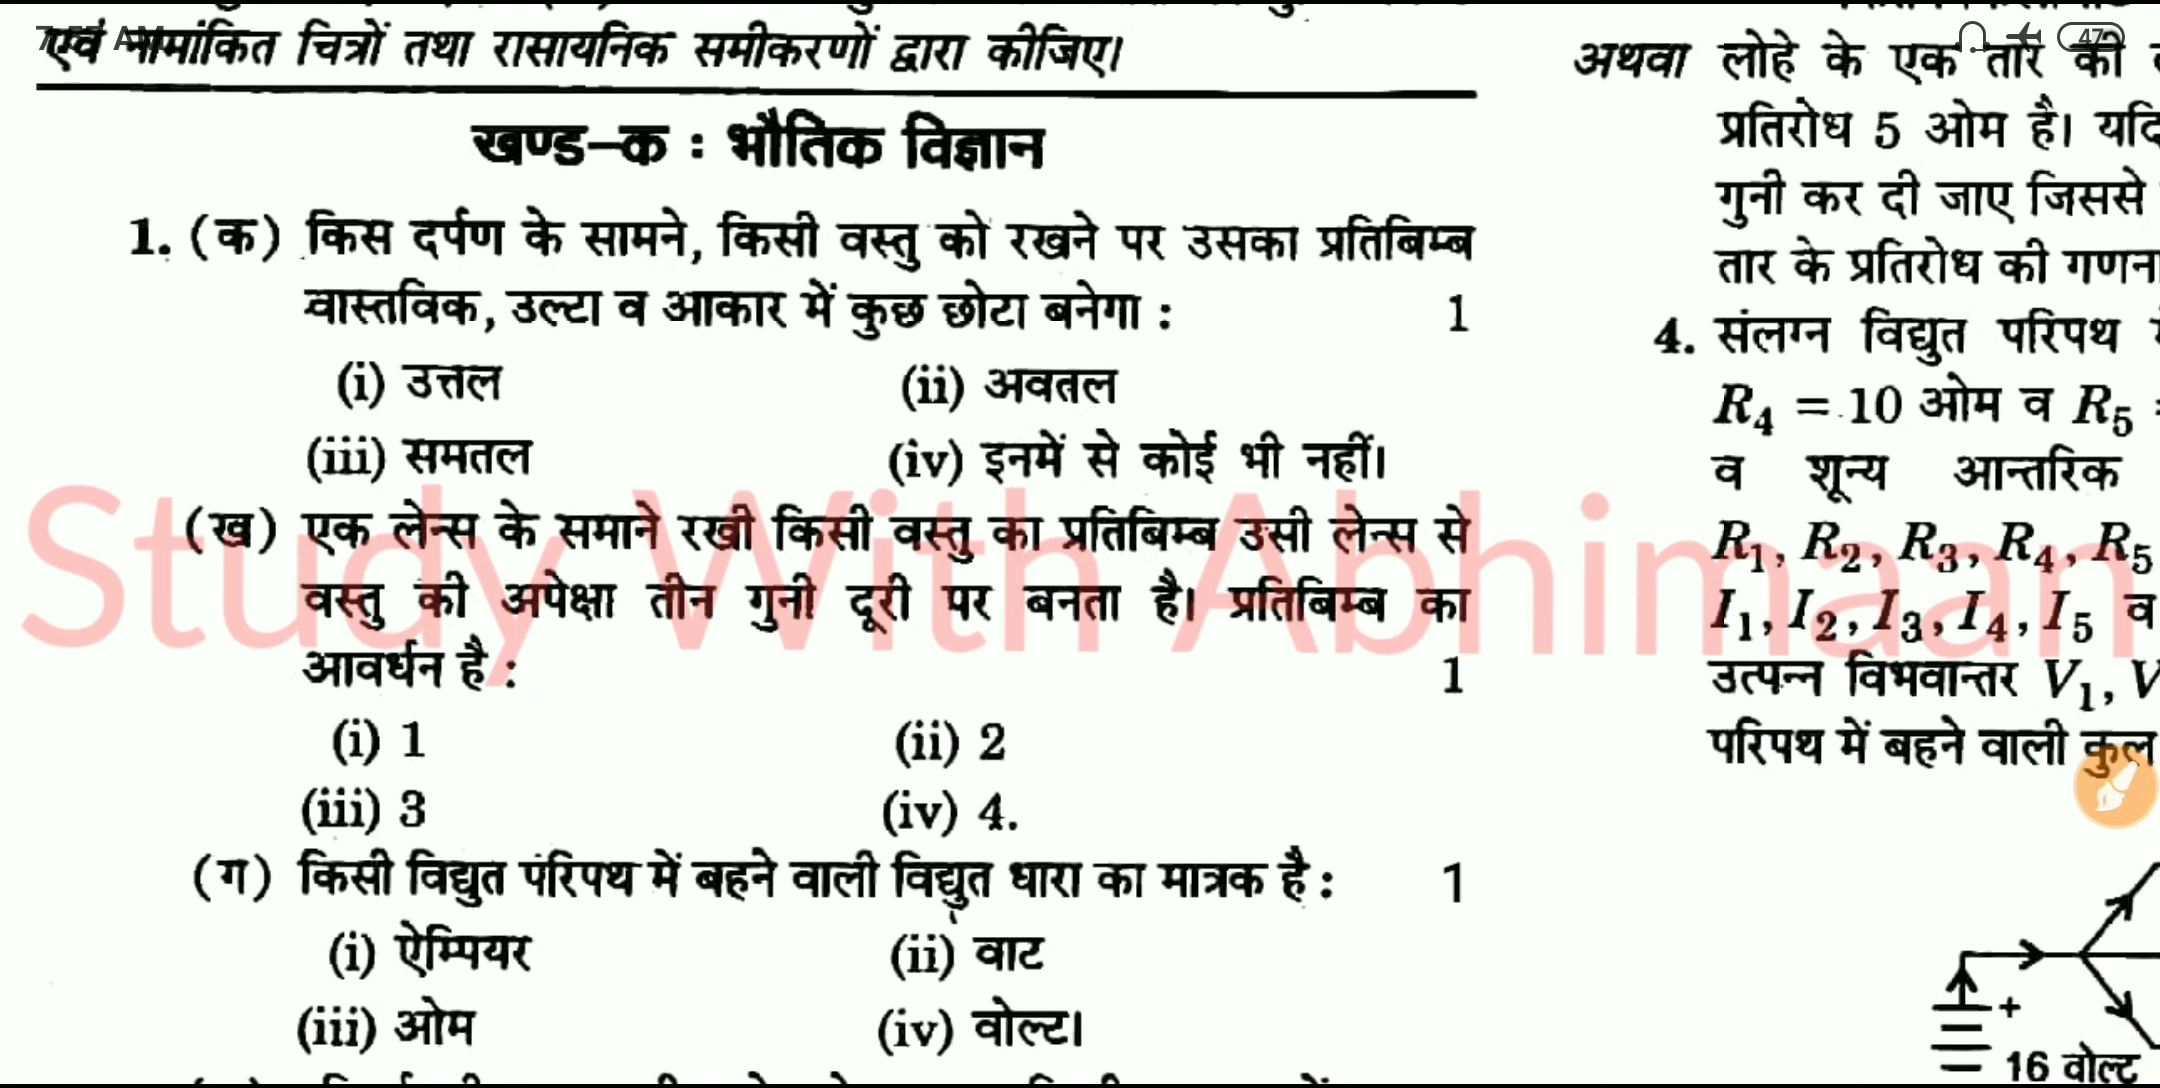 एवं नामांकित चित्रों तथा रासायनिक समीकरणों द्वारा कीजिए।
खण्ड–क : भौतिक विज्ञान
1. (क) किस दर्पण के सामने, किसी वस्तु को रखने पर उसका प्रतिबिम्ब
वास्तविक, उल्टा व आकार में कुछ छोटा बनेगा : 1
(i) उत्तल (ii) अवतल
(iii) समतल (iv) इनमें से कोई भी नहीं।
(ख) एक लेन्स के समाने रखी किसी वस्तु का प्रतिबिम्ब उसी लेन्स से
वस्तु की अपेक्षा तीन गुनी दूरी पर बनता है। प्रतिबिम्ब का
आवर्धन है : 1
(i) 1 (ii) 2
(iii) 3 (iv) 4.
(ग) किसी विद्युत परिपथ में बहने वाली विद्युत धारा का मात्रक है : 1
(i) ऐम्पियर (ii) वाट
(iii) ओम (iv) वोल्ट।
Study With Abhimaan
47
अथवा लोहे के एक तार की
प्रतिरोध 5 ओम है। यदि
गुनी कर दी जाए जिससे
तार के प्रतिरोध की गणना
4. संलग्न विद्युत परिपथ
R4 = 10 ओम व R5
व शून्य आन्तरिक
R1, R2, R3, R4, R5
I1, I2, I3, I4, I5 व
उत्पन्न विभवान्तर V1, V
परिपथ में बहने वाली कुल
+
16 वोल्ट